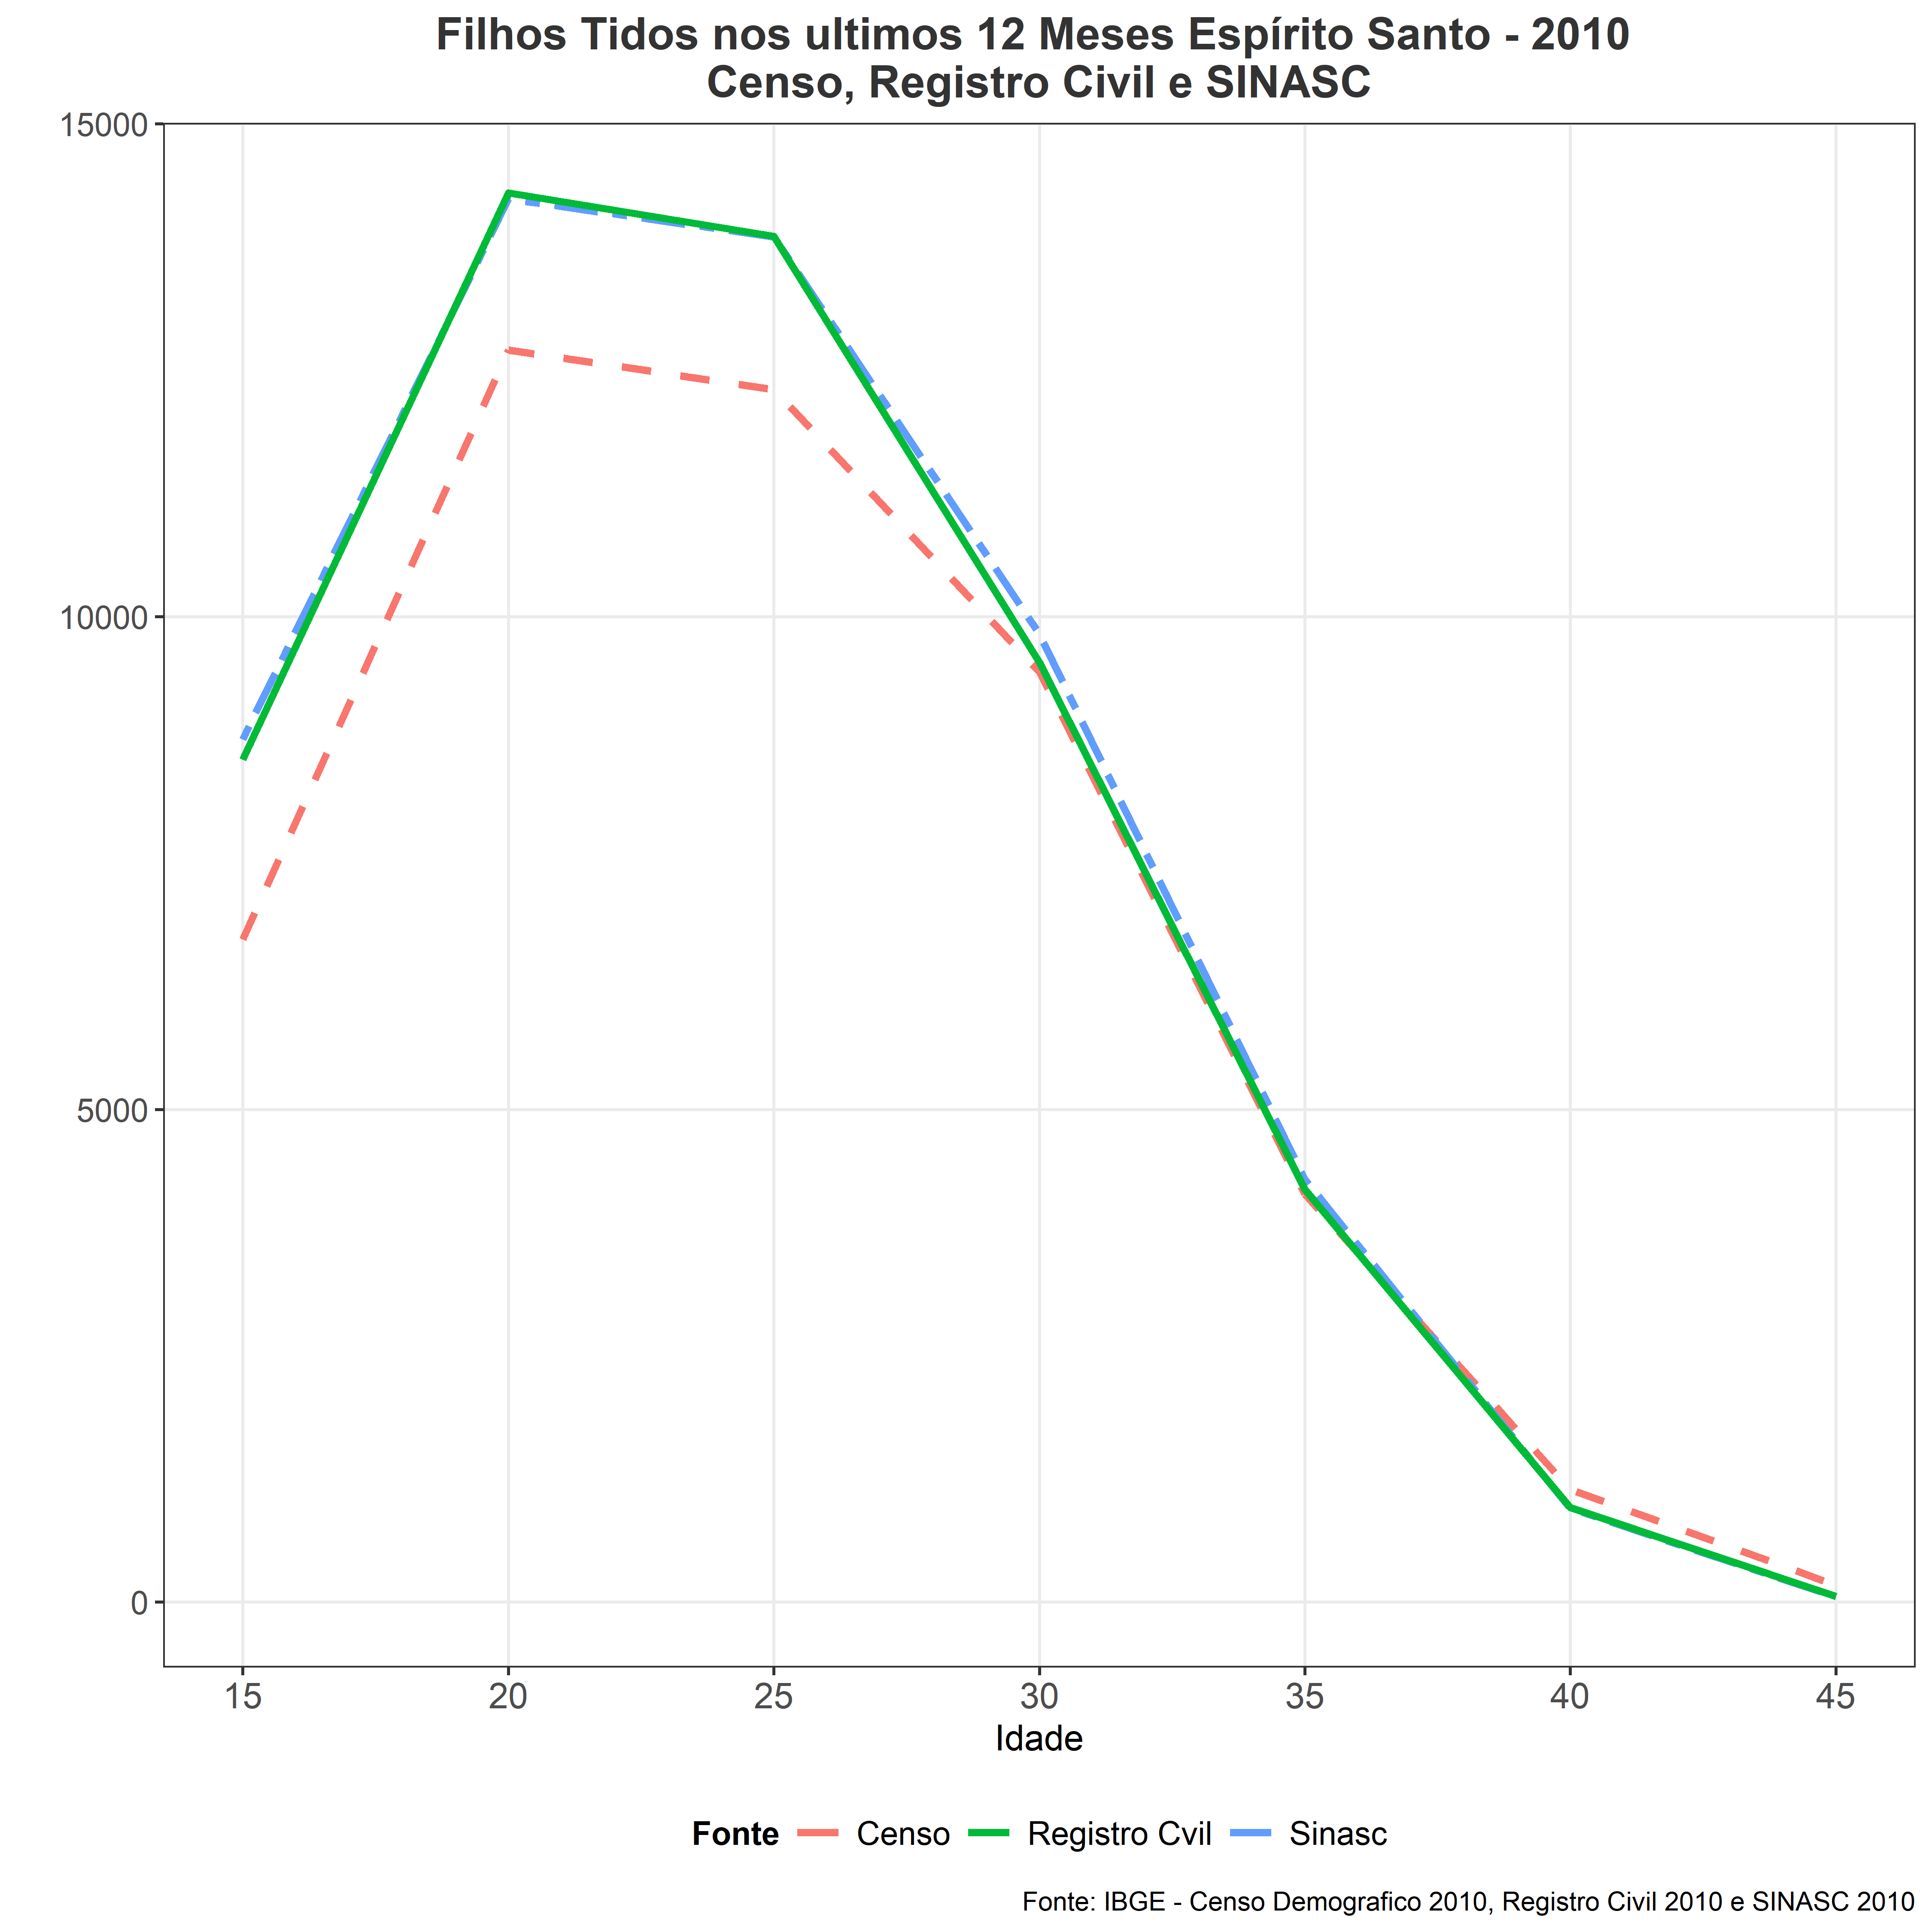 Filhos Tidos nos ultimos 12 Meses Espírito Santo - 2010
Censo, Registro Civil e SINASC
15000
10000
5000
0
15 20 25 30 35 40 45
Idade
Fonte Censo Registro Cvil Sinasc
Fonte: IBGE - Censo Demografico 2010, Registro Civil 2010 e SINASC 2010